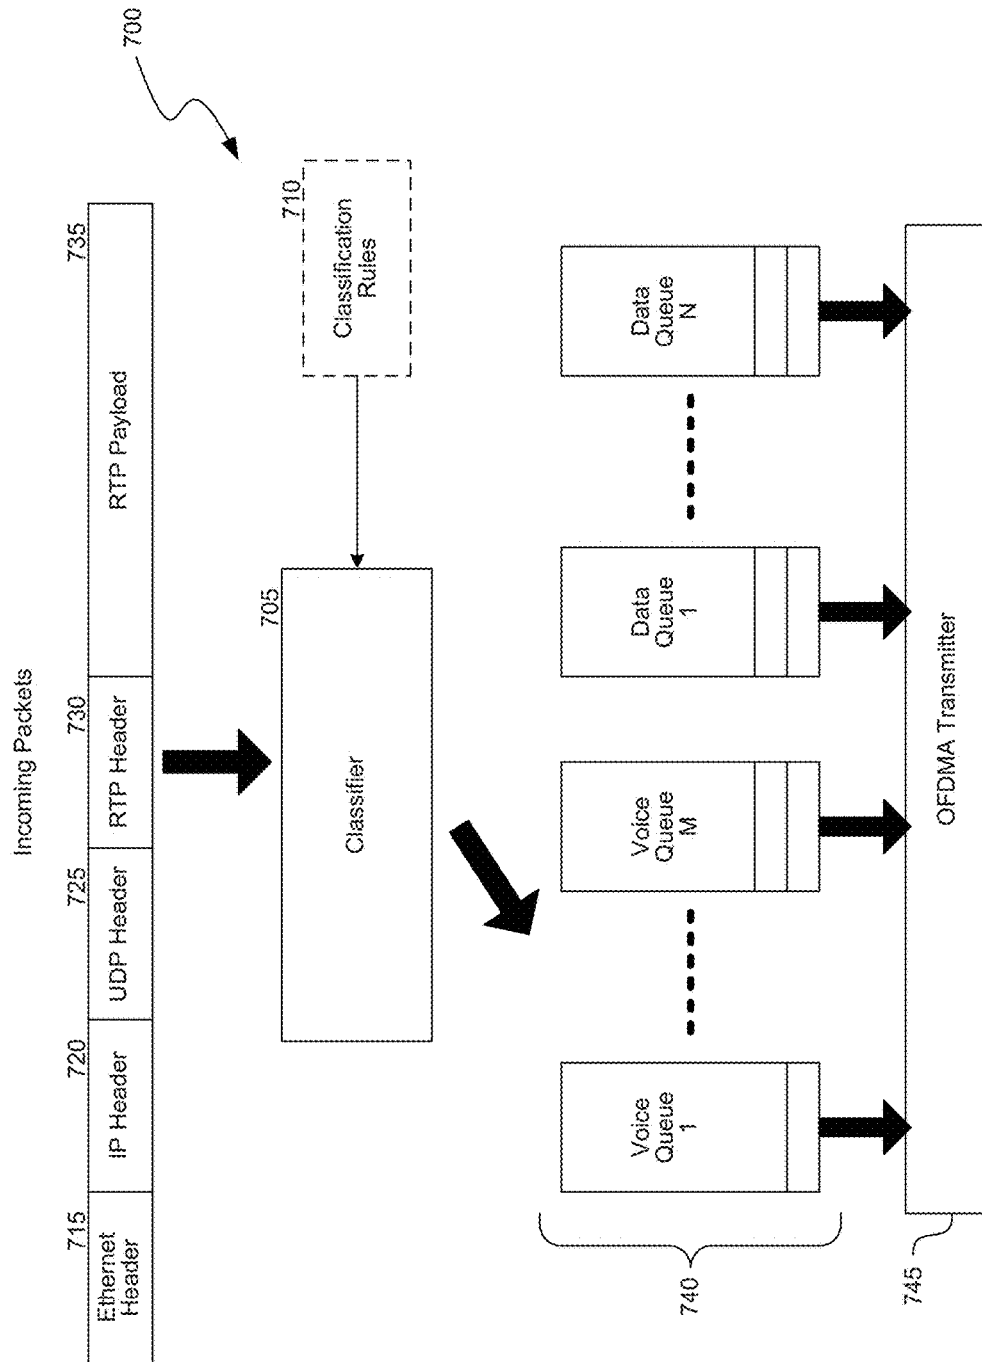 700
Incoming Packets
715
720
725
730
735
Ethernet
Header
IP Header
UDP Header
RTP Header
RTP Payload
705
Classifier
710
Classification
Rules
740
Voice
Queue
1
Voice
Queue
M
Data
Queue
1
Data
Queue
N
745
OFDMA Transmitter